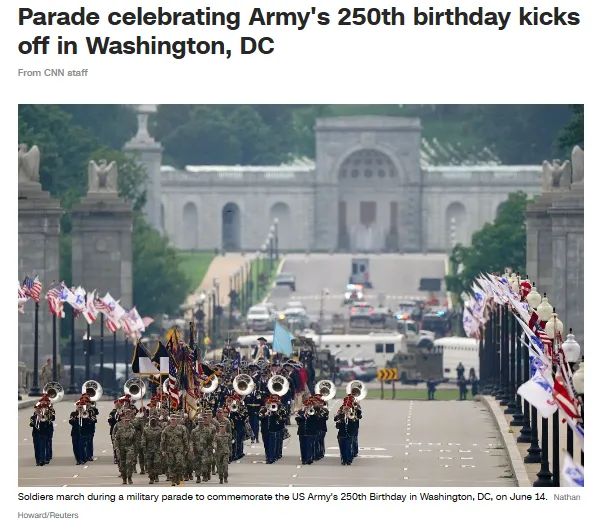 Parade celebrating Army's 250th birthday kicks
off in Washington, DC
From CNN staff
Soldiers march during a military parade to commemorate the US Army's 250th Birthday in Washington, DC, on June 14. Nathan
Howard/Reuters